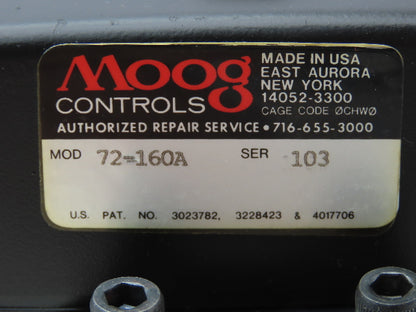 Moog
CONTROLS
MADE IN USA
EAST AURORA
NEW YORK
14052-3300
CAGE CODE ØCHWØ
AUTHORIZED REPAIR SERVICE • 716-655-3000
MOD 72=160A SER 103
U.S. PAT. NO. 3023782, 3228423 & 4017706